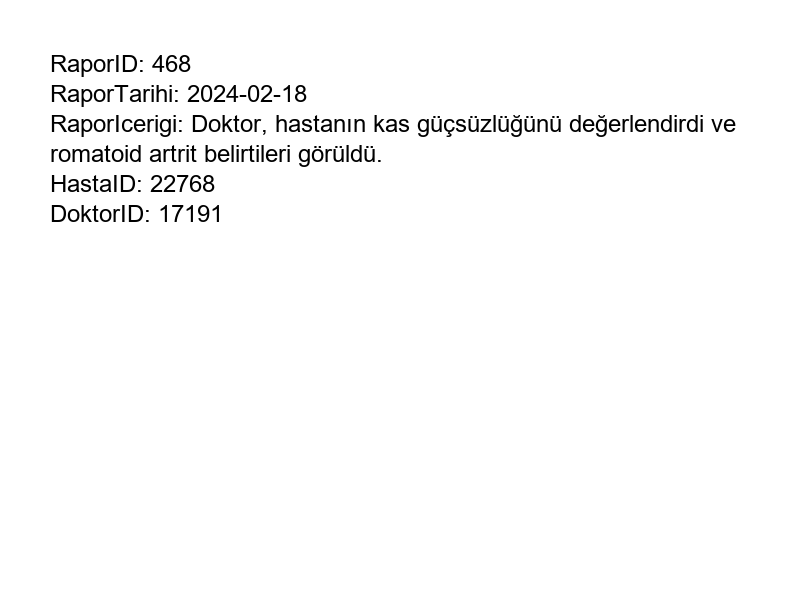 RaporID: 468
RaporTarihi: 2024-02-18
RaporIcerigi: Doktor, hastanın kas güçsüzlüğünü değerlendirdi ve
romatoid artrit belirtileri görüldü.
HastaID: 22768
DoktorID: 17191